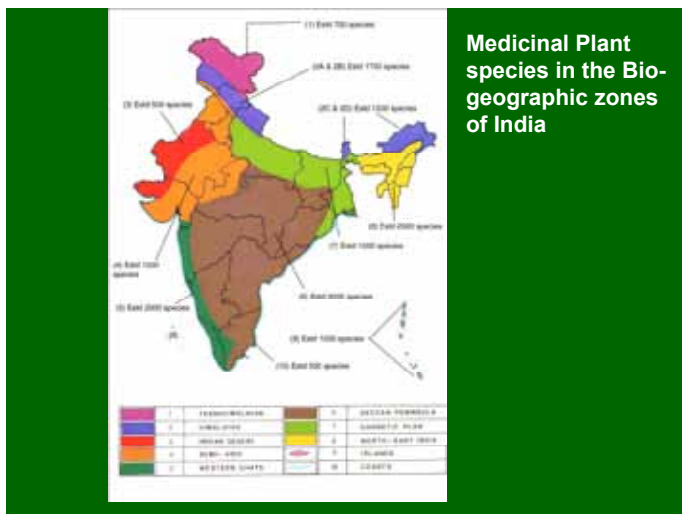 Medicinal Plant
species in the Bio-
geographic zones
of India
(1) Estd 700 species
(2A & 2B) Estd 1700 species
(3) Estd 500 species
(2C & 2D) Estd 1200 species
(8) Estd 2000 species
(7) Estd 1000 species
(4) Estd 1000
species
(5) Estd 2000 species
(6) Estd 3000 species
(9) Estd 1000 species
(10) Estd 500 species
1 TRANSHIMALAYAN
2 HIMALAYAN
3 INDIAN DESERT
4 SEMI-ARID
5 WESTERN GHATS
6 DECCAN PENINSULA
7 GANGETIC PLAIN
8 NORTH-EAST INDIA
9 ISLANDS
10 COASTS